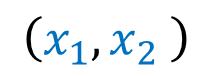 (x₁, x₂ )